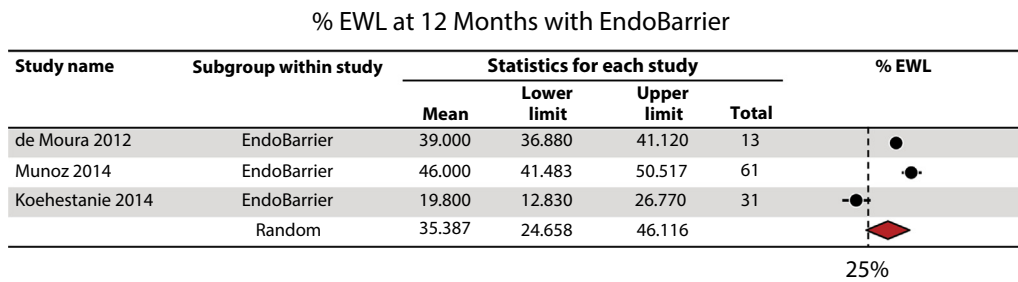 % EWL at 12 Months with EndoBarrier
Study name Subgroup within study Statistics for each study % EWL
Mean Lower limit Upper limit Total
de Moura 2012 EndoBarrier 39.000 36.880 41.120 13
Munoz 2014 EndoBarrier 46.000 41.483 50.517 61
Koehestanie 2014 EndoBarrier 19.800 12.830 26.770 31
Random 35.387 24.658 46.116
25%